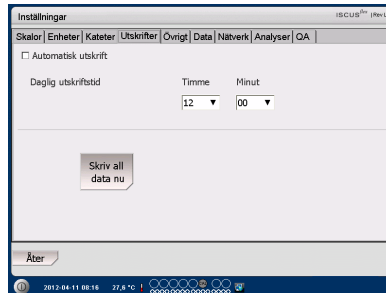 Inställningar
ISCUSflex
Skalor Enheter Kateter Utskrifter Övrigt Data Nätverk Analyser QA
Automatisk utskrift
Daglig utskriftstid Timme Minut
12 00
Skriv all
data nu
Åter
2012-04-11 08:16 27,6 °C !